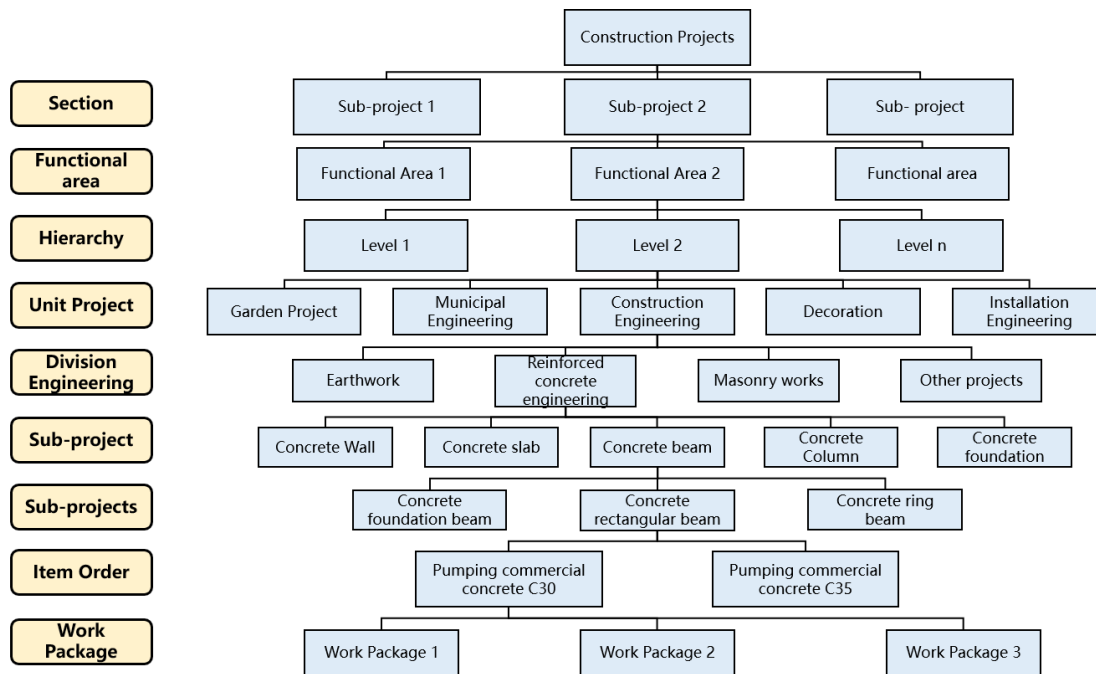 Construction Projects
Section
Sub-project 1
Sub-project 2
Sub- project
Functional
area
Functional Area 1
Functional Area 2
Functional area
Hierarchy
Level 1
Level 2
Level n
Unit Project
Garden Project
Municipal
Engineering
Construction
Engineering
Decoration
Installation
Engineering
Division
Engineering
Earthwork
Reinforced
concrete
engineering
Masonry works
Other projects
Sub-project
Concrete Wall
Concrete slab
Concrete beam
Concrete
Column
Concrete
foundation
Sub-projects
Concrete
foundation beam
Concrete
rectangular beam
Concrete ring
beam
Item Order
Pumping commercial
concrete C30
Pumping commercial
concrete C35
Work
Package
Work Package 1
Work Package 2
Work Package 3